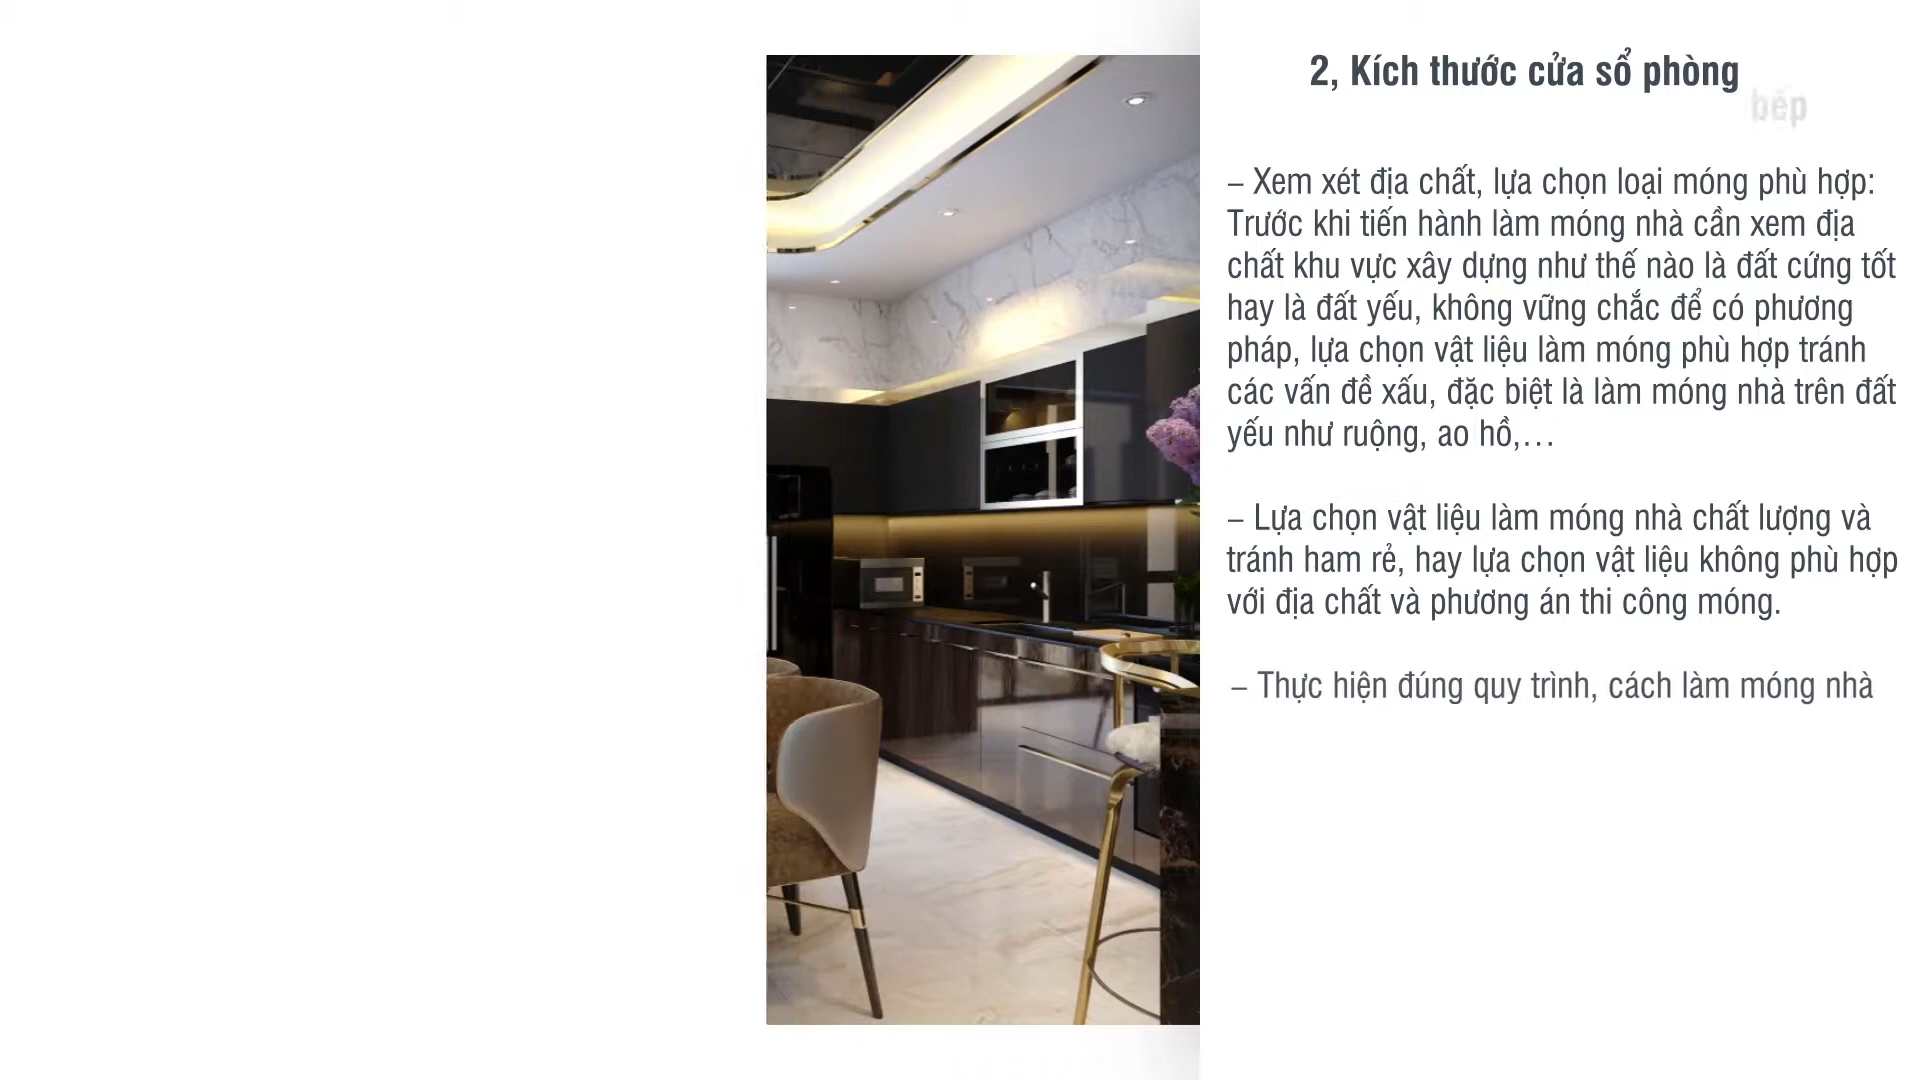 2, Kích thước cửa sổ phòng bếp
– Xem xét địa chất, lựa chọn loại móng phù hợp:
Trước khi tiến hành làm móng nhà cần xem địa
chất khu vực xây dựng như thế nào là đất cứng tốt
hay là đất yếu, không vững chắc để có phương
pháp, lựa chọn vật liệu làm móng phù hợp tránh
các vấn đề xấu, đặc biệt là làm móng nhà trên đất
yếu như ruộng, ao hồ,…
– Lựa chọn vật liệu làm móng nhà chất lượng và
tránh ham rẻ, hay lựa chọn vật liệu không phù hợp
với địa chất và phương án thi công móng.
– Thực hiện đúng quy trình, cách làm móng nhà